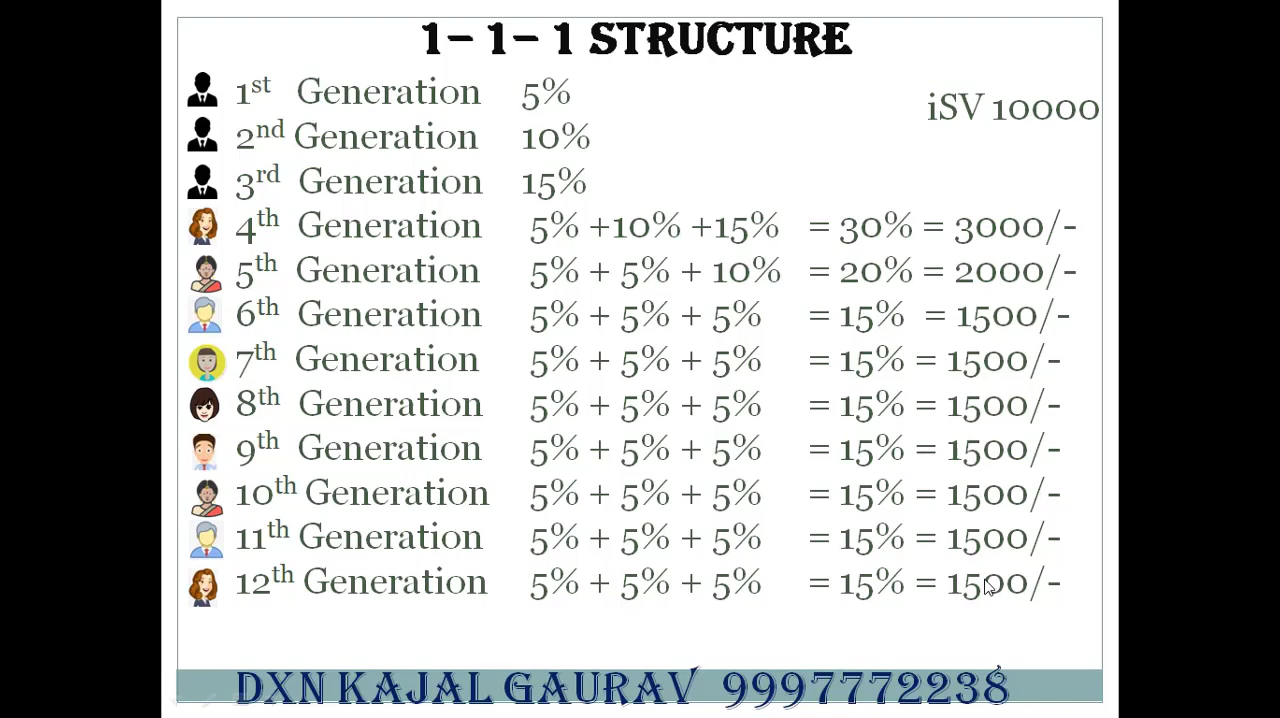 1- 1- 1 STRUCTURE
1st Generation 5%
iSV 10000
2nd Generation 10%
3rd Generation 15%
4th Generation 5% +10% +15% = 30% = 3000/-
5th Generation 5% + 5% + 10% = 20% = 2000/-
6th Generation 5% + 5% + 5% = 15% = 1500/-
7th Generation 5% + 5% + 5% = 15% = 1500/-
8th Generation 5% + 5% + 5% = 15% = 1500/-
9th Generation 5% + 5% + 5% = 15% = 1500/-
10th Generation 5% + 5% + 5% = 15% = 1500/-
11th Generation 5% + 5% + 5% = 15% = 1500/-
12th Generation 5% + 5% + 5% = 15% = 1500/-
DXN KAJAL GAURAV 9997772238